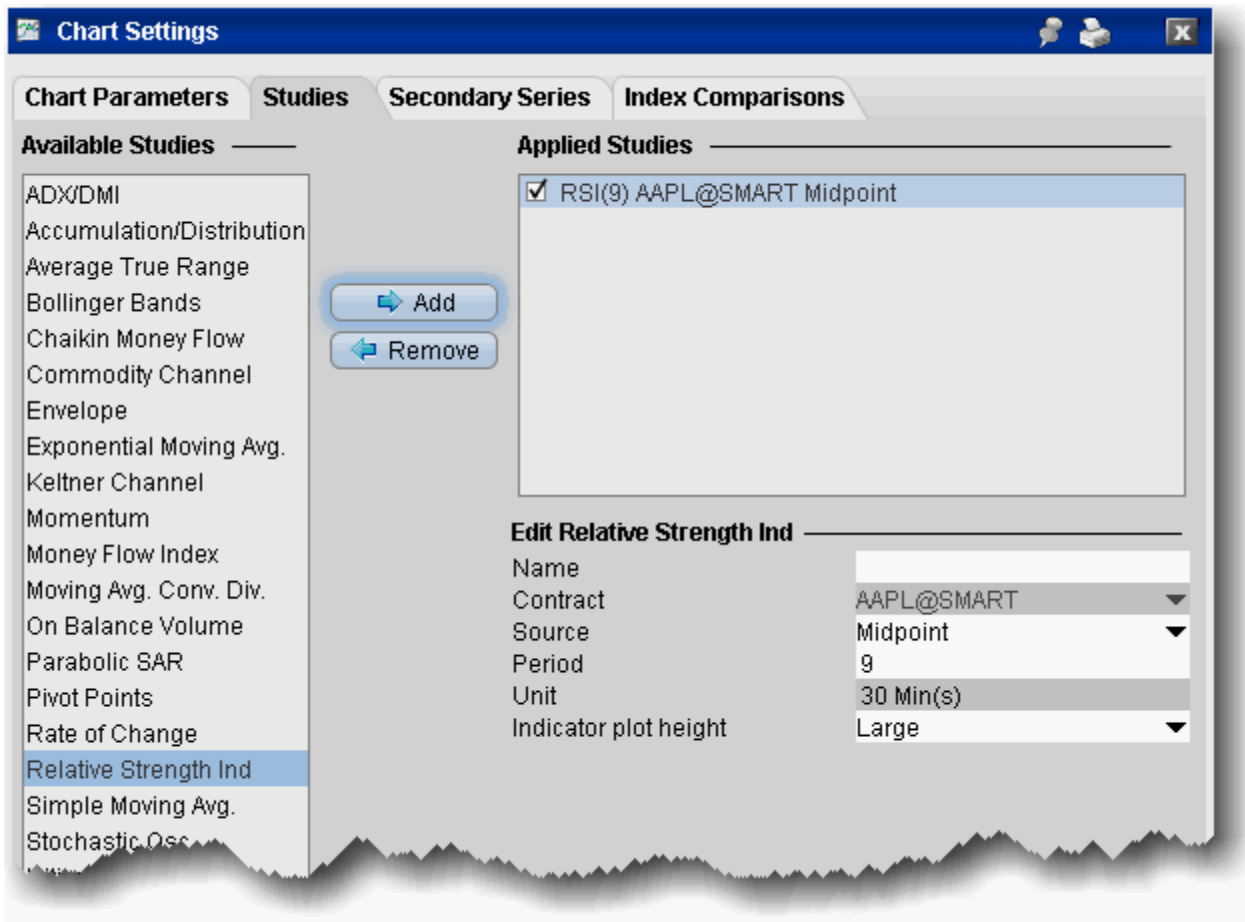 Chart Settings
Chart Parameters
Studies
Secondary Series
Index Comparisons
Available Studies
ADX/DMI
Accumulation/Distribution
Average True Range
Bollinger Bands
Chaikin Money Flow
Commodity Channel
Envelope
Exponential Moving Avg.
Keltner Channel
Momentum
Money Flow Index
Moving Avg. Conv. Div.
On Balance Volume
Parabolic SAR
Pivot Points
Rate of Change
Relative Strength Ind
Simple Moving Avg.
Stochastic Osc
Add
Remove
Applied Studies
RSI(9) AAPL@SMART Midpoint
Edit Relative Strength Ind
Name
Contract AAPL@SMART
Source Midpoint
Period 9
Unit 30 Min(s)
Indicator plot height Large